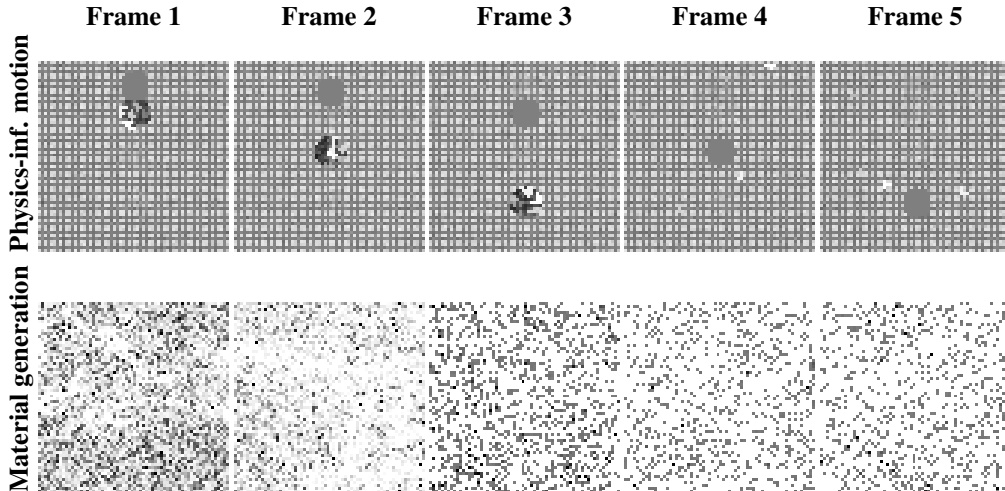 Frame 1 Frame 2 Frame 3 Frame 4 Frame 5
Physics-inf. motion
Material generation